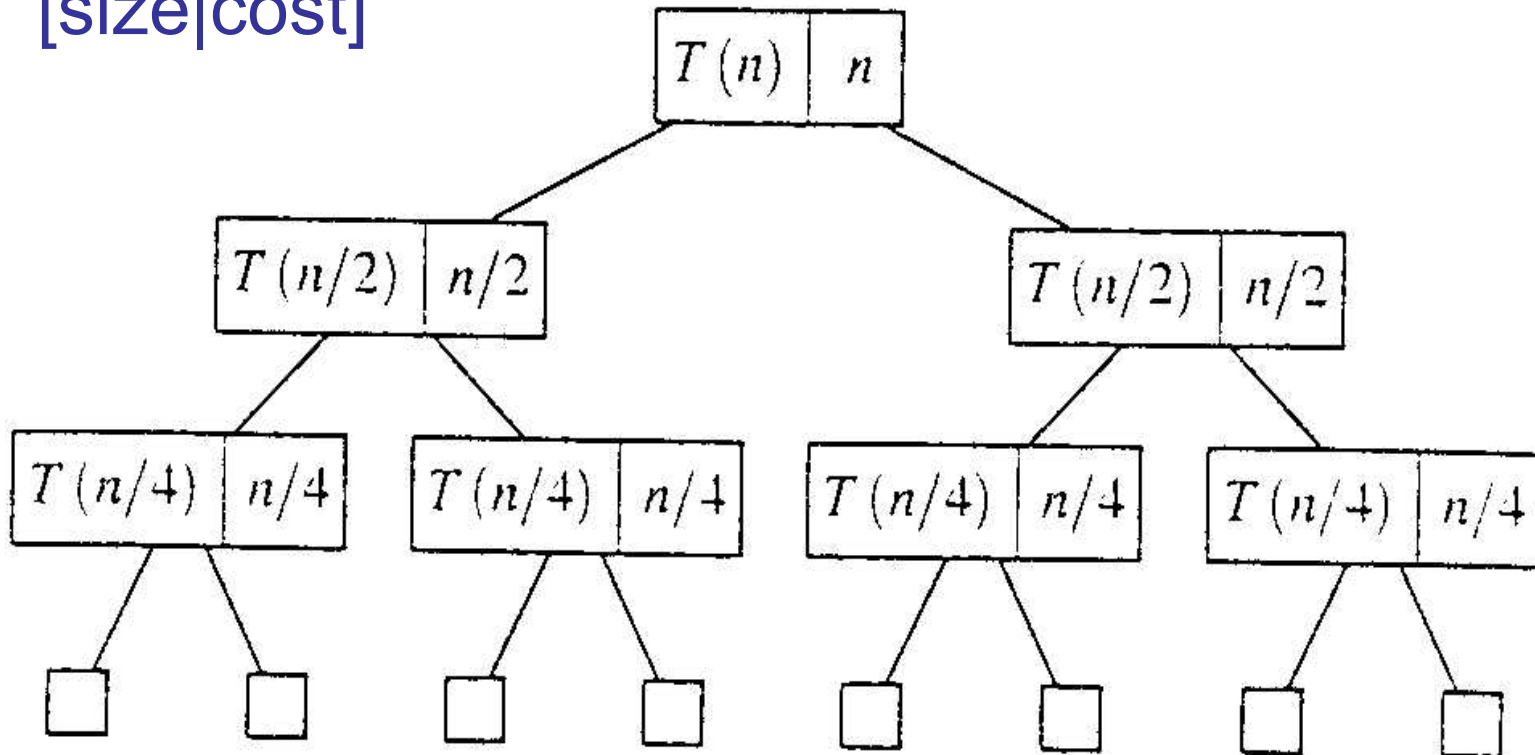 [size|cost]
T(n) n
T(n/2) n/2 T(n/2) n/2
T(n/4) n/4 T(n/4) n/4 T(n/4) n/4 T(n/4) n/4